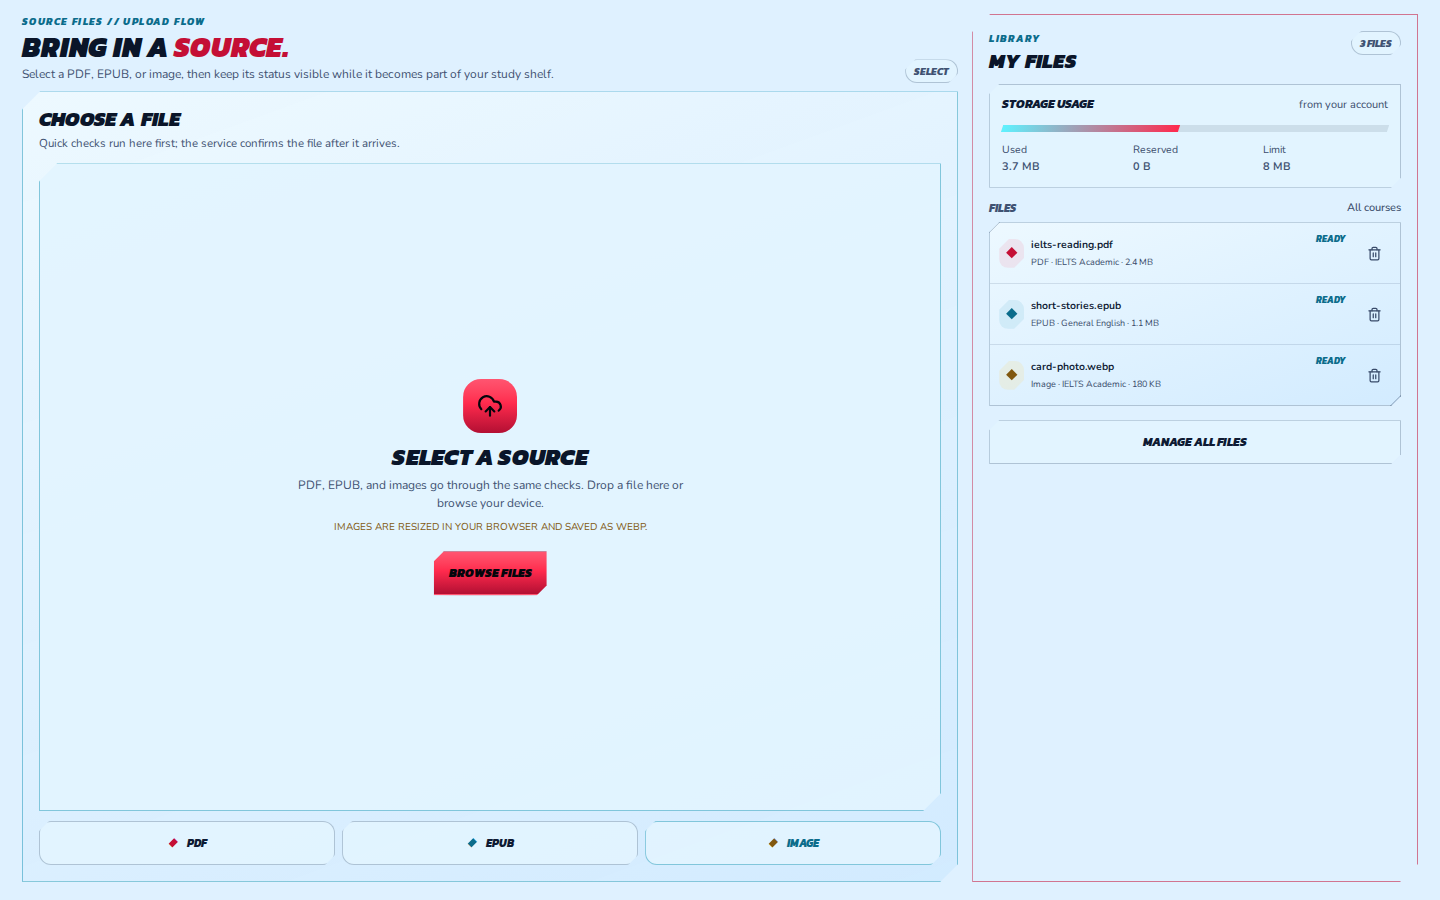 SOURCE FILES // UPLOAD FLOW
BRING IN A SOURCE.
Select a PDF, EPUB, or image, then keep its status visible while it becomes part of your study shelf.
SELECT
CHOOSE A FILE
Quick checks run here first; the service confirms the file after it arrives.
SELECT A SOURCE
PDF, EPUB, and images go through the same checks. Drop a file here or
browse your device.
IMAGES ARE RESIZED IN YOUR BROWSER AND SAVED AS WEBP.
BROWSE FILES
PDF
EPUB
IMAGE
LIBRARY
MY FILES
3 FILES
STORAGE USAGE
from your account
Used
Reserved
Limit
3.7 MB
0 B
8 MB
FILES
All courses
ielts-reading.pdf
READY
PDF · IELTS Academic · 2.4 MB
short-stories.epub
READY
EPUB · General English · 1.1 MB
card-photo.webp
READY
Image · IELTS Academic · 180 KB
MANAGE ALL FILES